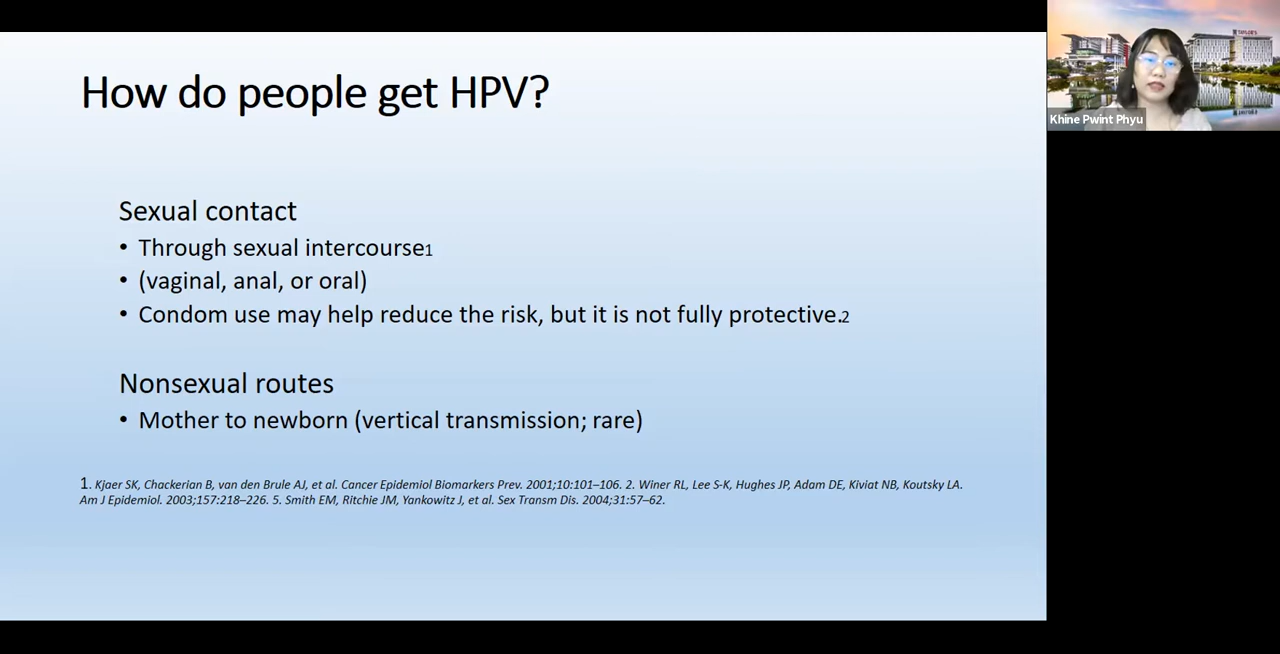 How do people get HPV?
Sexual contact
• Through sexual intercourse1
• (vaginal, anal, or oral)
• Condom use may help reduce the risk, but it is not fully protective.2
Nonsexual routes
• Mother to newborn (vertical transmission; rare)
1. Kjaer SK, Chackerian B, van den Brule AJ, et al. Cancer Epidemiol Biomarkers Prev. 2001;10:101–106. 2. Winer RL, Lee S-K, Hughes JP, Adam DE, Kiviat NB, Koutsky LA.
Am J Epidemiol. 2003;157:218–226. 5. Smith EM, Ritchie JM, Yankowitz J, et al. Sex Transm Dis. 2004;31:57–62.
Khine Pwint Phyu